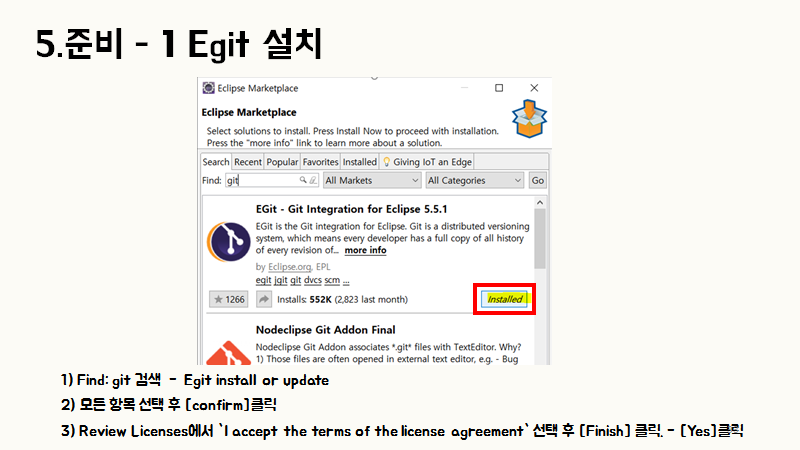 5.준비 - 1 Egit 설치
Eclipse Marketplace
Eclipse Marketplace
Select solutions to install. Press Install Now to proceed with installation.
Press the "more info" link to learn more about a solution.
Search Recent Popular Favorites Installed Giving IoT an Edge
Find: git All Markets All Categories Go
EGit - Git Integration for Eclipse 5.5.1
EGit is the Git integration for Eclipse. Git is a distributed versioning
system, which means every developer has a full copy of all history
of every revision of... more info
by Eclipse.org, EPL
egit jgit git dvcs scm ...
1266 Installs: 552K (2,823 last month) Installed
Nodeclipse Git Addon Final
Nodeclipse Git Addon associates *.git* files with TextEditor. Why?
1) Those files are often opened in external text editor, e.g. - Bug
1) Find: git 검색 - Egit install or update
2) 모든 항목 선택 후 [confirm]클릭
3) Review Licenses에서 `I accept the terms of the license agreement` 선택 후 [Finish] 클릭. - [Yes]클릭